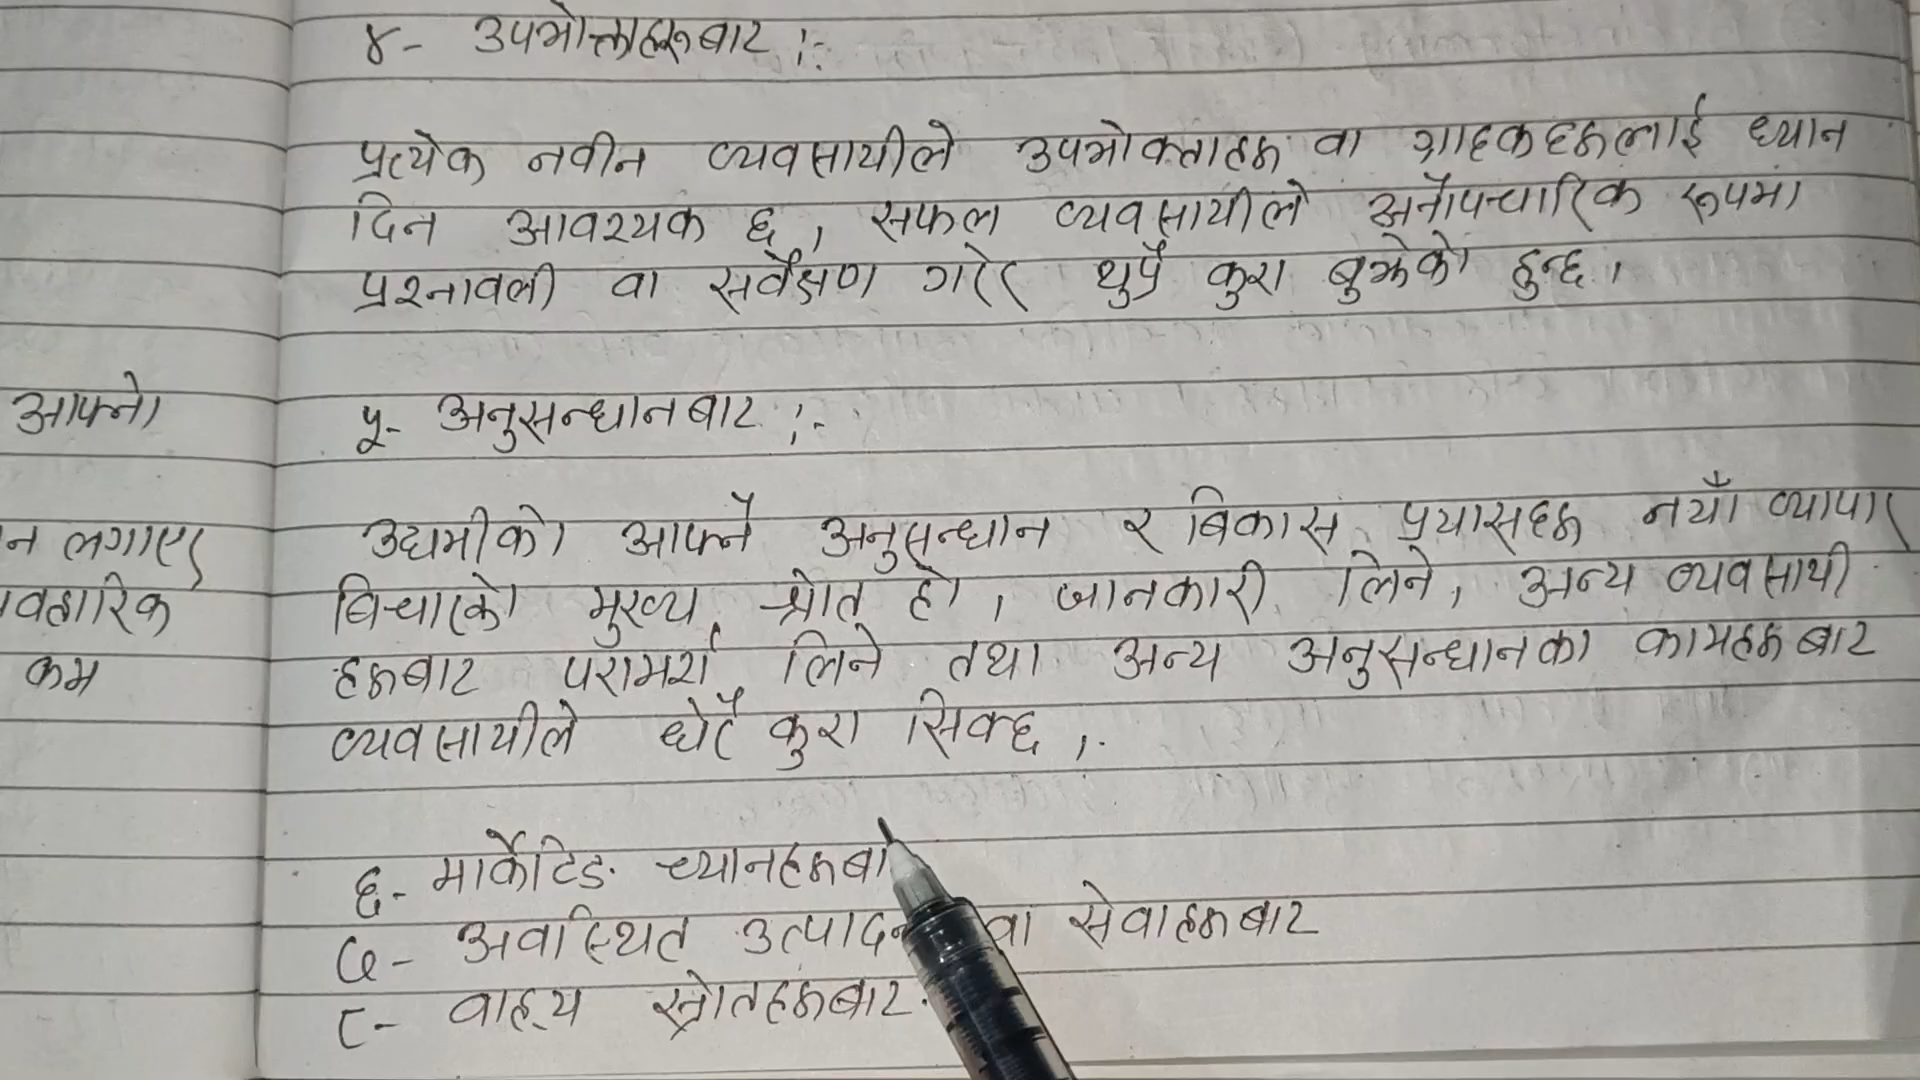 ४- उपभोक्ताहरूबाट :-
प्रत्येक नवीन व्यवसायीले उपभोक्ताहरू वा ग्राहकहरूलाई ध्यान
दिन आवश्यक छ, सफल व्यवसायीले अनौपचारिक रूपमा
प्रश्नावली वा सर्वेक्षण गरेर थुप्रै कुरा बुझेको हुन्छ।
५- अनुसन्धानबाट :-
उद्यमीको आफ्नै अनुसन्धान र बिकास प्रयासहरू नयाँ व्यापार
बिचारको मुख्य श्रोत हो, जानकारी लिने, अन्य व्यवसायी
हरूबाट परामर्श लिने तथा अन्य अनुसन्धानका कामहरूबाट
व्यवसायीले धेरै कुरा सिक्छ।
६- मार्केटिङ च्यानहरूबा
७- अवस्थित उत्पादन वा सेवाहरूबाट
८- वाह्य स्रोतहरूबाट
आफ्नो
न लगाएर
वहारिक
कम